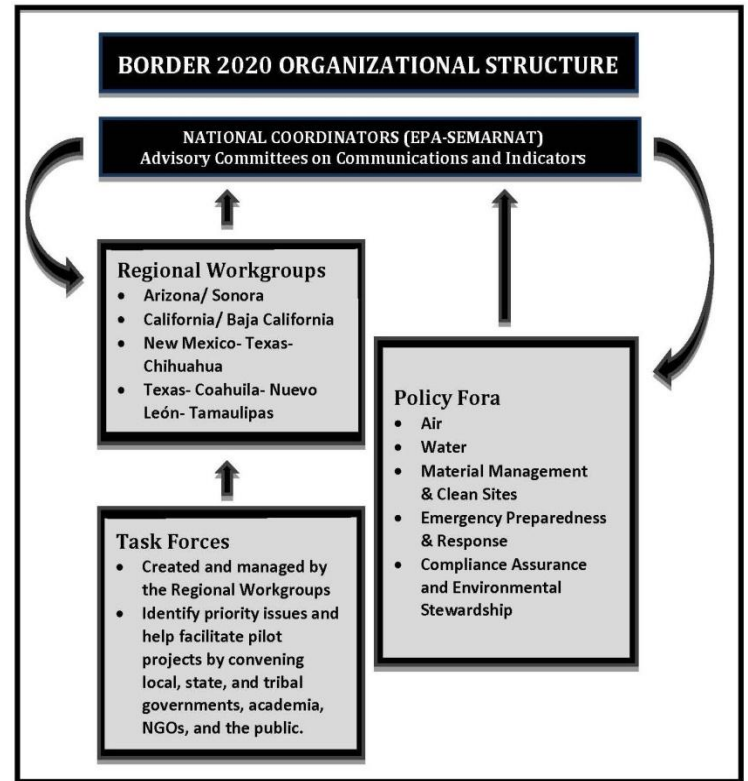 BORDER 2020 ORGANIZATIONAL STRUCTURE
NATIONAL COORDINATORS (EPA-SEMARNAT)
Advisory Committees on Communications and Indicators
Regional Workgroups
• Arizona/ Sonora
• California/ Baja California
• New Mexico- Texas-
Chihuahua
• Texas- Coahuila- Nuevo
León- Tamaulipas
Task Forces
• Created and managed by
the Regional Workgroups
• Identify priority issues and
help facilitate pilot
projects by convening
local, state, and tribal
governments, academia,
NGOs, and the public.
Policy Fora
• Air
• Water
• Material Management
& Clean Sites
• Emergency Preparedness
& Response
• Compliance Assurance
and Environmental
Stewardship